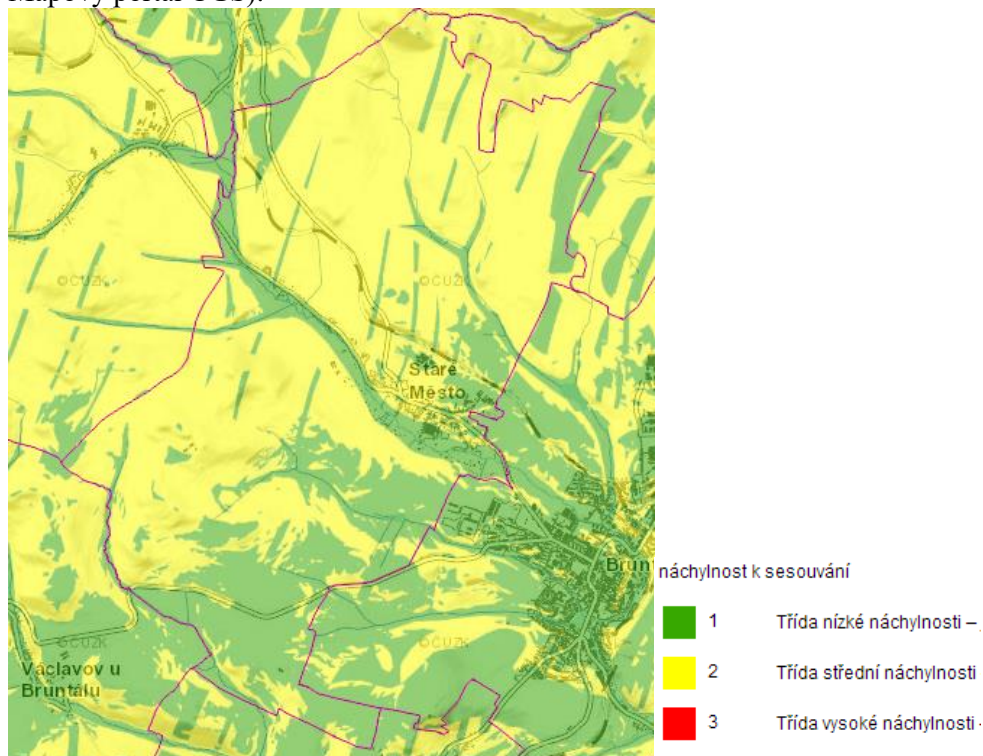 ©ČÚZK
©ČÚZK
Staré
Město
náchylnost k sesouvání
1 Třída nízké náchylnosti –
©ČÚZK
©ČÚZK
Václavov u
Bruntálu
2 Třída střední náchylnosti
3 Třída vysoké náchylnosti -